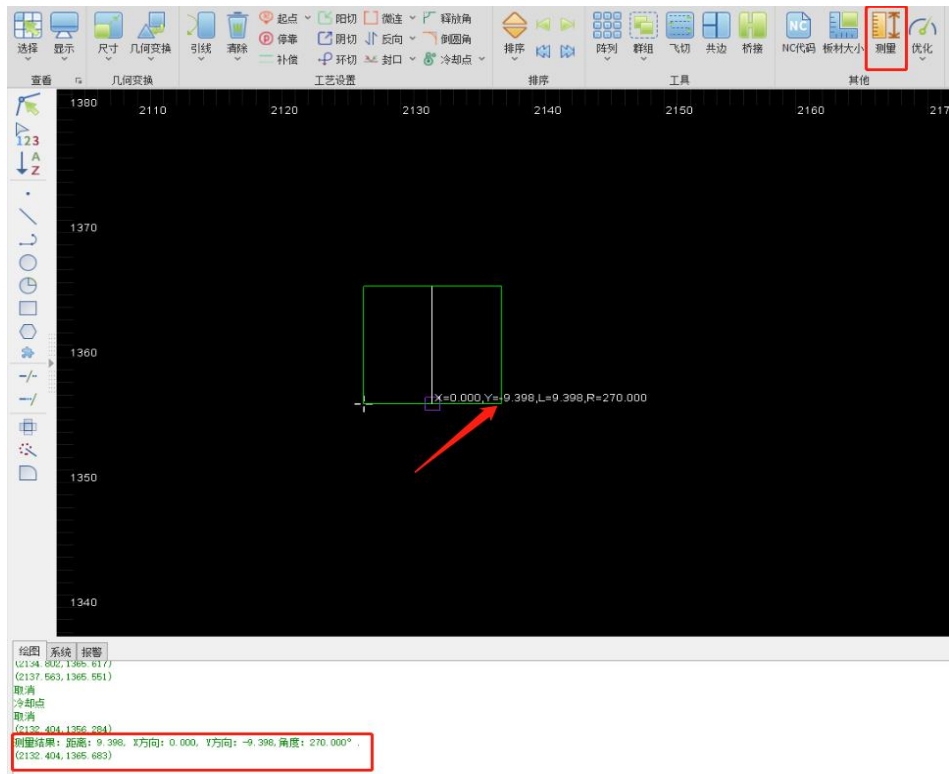 选择 显示 尺寸 几何变换 引线 清除 起点 阳切 微连 释放角 排序 阵列 群组 飞切 共边 桥接 NC NC代码 板材大小 测量 优化
停靠 阴切 反向 倒圆角
补偿 环切 封口 冷却点
查看 几何变换 工艺设置 排序 工具 其他
1380 2110 2120 2130 2140 2150 2160 217
123
A
Z
1370
1360
X=0.000,Y=-9.398,L=9.398,R=270.000
1350
1340
绘图 系统 报警
(2134.802,1365.617)
(2137.563,1365.551)
取消
冷却点
取消
(2132.404,1356.284)
测量结果: 距离: 9.398, X方向: 0.000, Y方向: -9.398,角度: 270.000°.
(2132.404,1365.683)